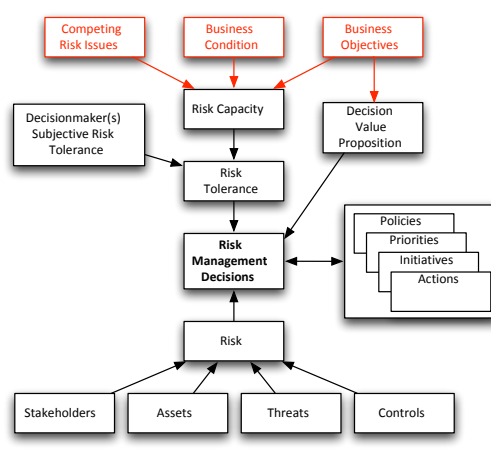 Competing
Risk Issues
Business
Condition
Business
Objectives
Risk Capacity
Decisionmaker(s)
Subjective Risk
Tolerance
Decision
Value
Proposition
Risk
Tolerance
Risk
Management
Decisions
Policies
Priorities
Initiatives
Actions
Risk
Stakeholders
Assets
Threats
Controls